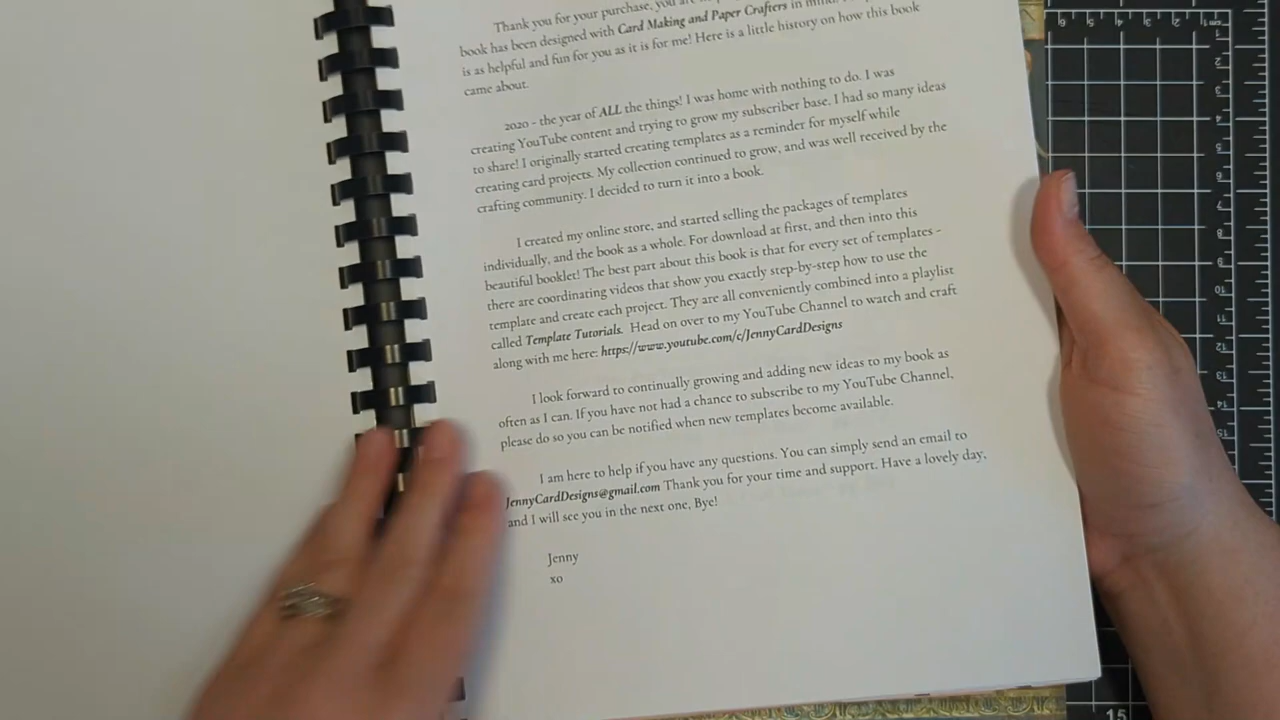 Thank you for your purchase, you are
book has been designed with Card Making and Paper Crafters in mind.
is as helpful and fun for you as it is for me! Here is a little history on how this book
came about.
2020 - the year of ALL the things! I was home with nothing to do. I was
creating YouTube content and trying to grow my subscriber base. I had so many ideas
to share! I originally started creating templates as a reminder for myself while
creating card projects. My collection continued to grow, and was well received by the
crafting community. I decided to turn it into a book.
I created my online store, and started selling the packages of templates
individually, and the book as a whole. For download at first, and then into this
beautiful booklet! The best part about this book is that for every set of templates -
there are coordinating videos that show you exactly step-by-step how to use the
template and create each project. They are all conveniently combined into a playlist
called Template Tutorials. Head on over to my YouTube Channel to watch and craft
along with me here: https://www.youtube.com/c/JennyCardDesigns
I look forward to continually growing and adding new ideas to my book as
often as I can. If you have not had a chance to subscribe to my YouTube Channel,
please do so you can be notified when new templates become available.
I am here to help if you have any questions. You can simply send an email to
JennyCardDesigns@gmail.com Thank you for your time and support. Have a lovely day,
and I will see you in the next one, Bye!
Jenny
xo